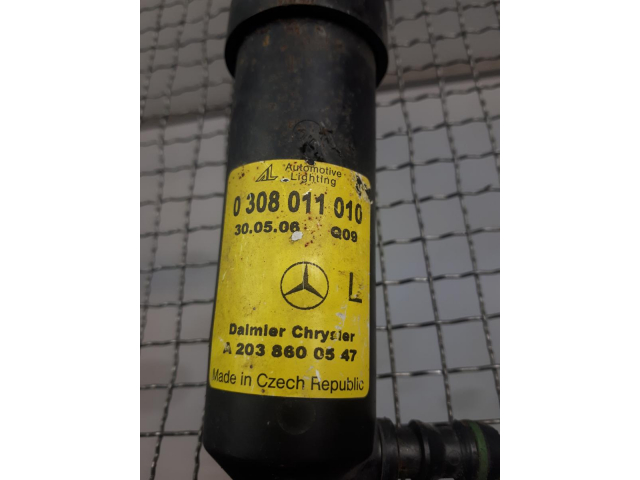 AL Automotive
Lighting
0 308 011 010
30.05.06 Q09
L
Daimler Chrysler
A 203 860 05 47
Made in Czech Republic